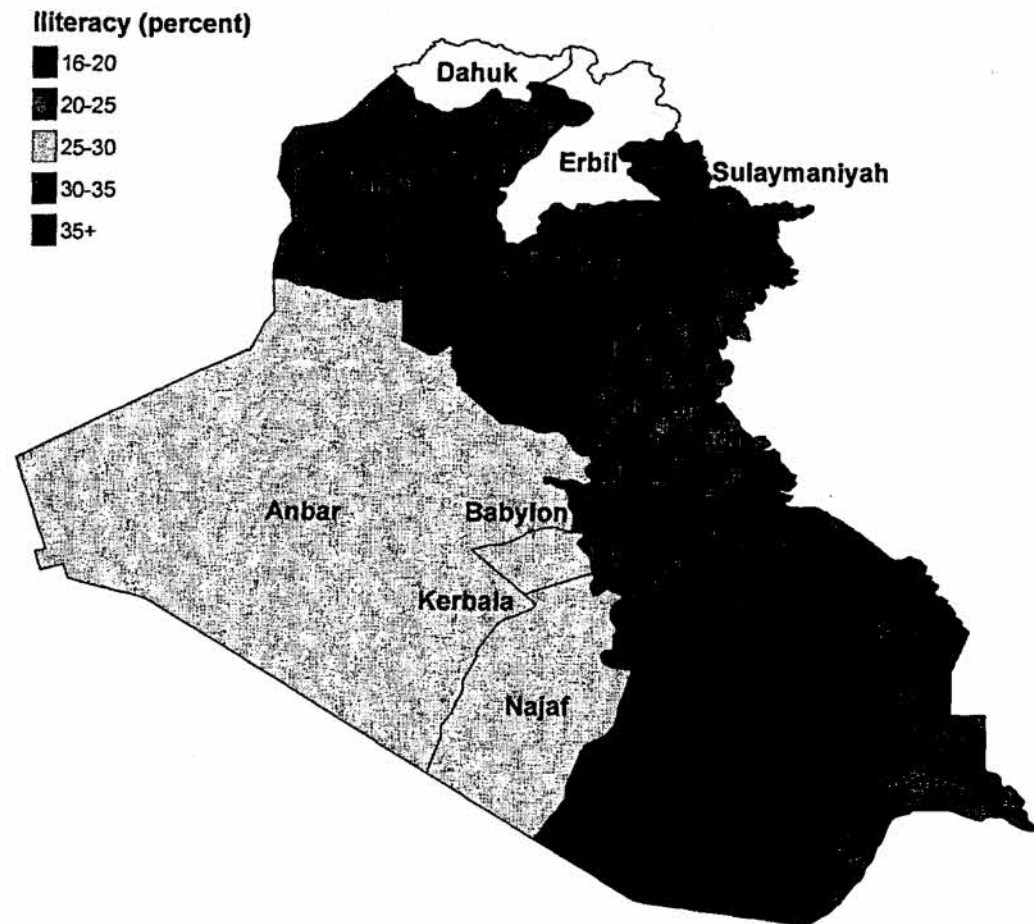 Illiteracy (percent)
16-20
20-25
25-30
30-35
35+
Dahuk
Erbil
Sulaymaniyah
Anbar
Babylon
Kerbala
Najaf